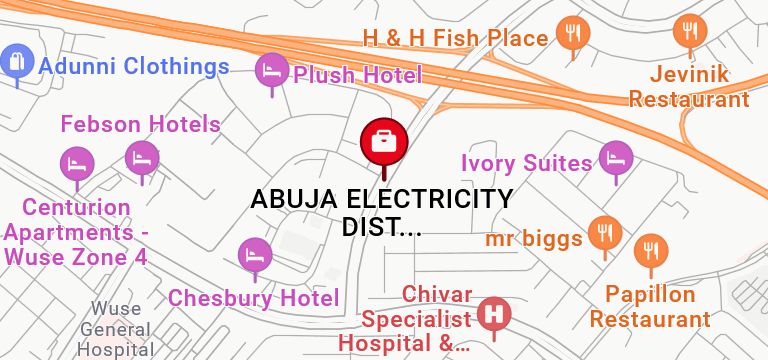 H & H Fish Place
Adunni Clothings
Plush Hotel
Jevinik
Restaurant
Febson Hotels
Ivory Suites
ABUJA ELECTRICITY
DIST...
Centurion
Apartments -
Wuse Zone 4
mr biggs
Chesbury Hotel
Chivar
Specialist
Hospital &...
Papillon
Restaurant
Wuse
General
Hospital
H